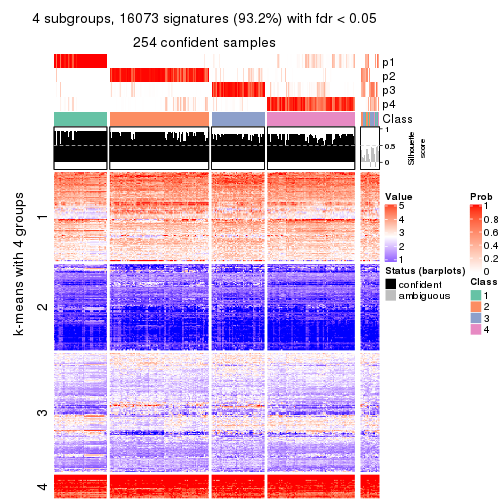 4 subgroups, 16073 signatures (93.2%) with fdr < 0.05
254 confident samples
p1
p2
p3
p4
Class
1
0.5
0
Silhouette
score
k-means with 4 groups
1
2
3
4
Value
5
4
3
2
1
Status (barplots)
confident
ambiguous
Prob
1
0.8
0.6
0.4
0.2
0
Class
1
2
3
4